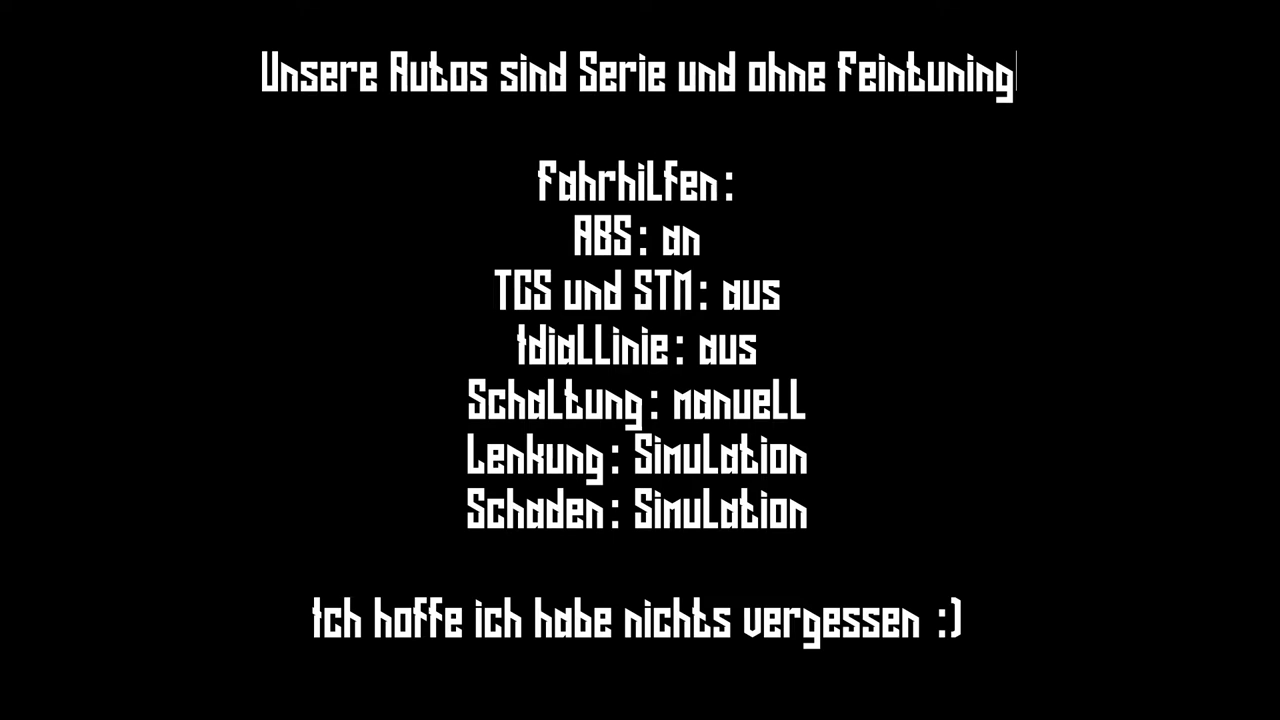 Unsere Autos sind Serie und ohne Feintuning!
Fahrhilfen:
ABS: an
TCS und STM: aus
Idiallinie: aus
Schaltung: manuell
Lenkung: Simulation
Schaden: Simulation
Ich hoffe ich habe nichts vergessen :)